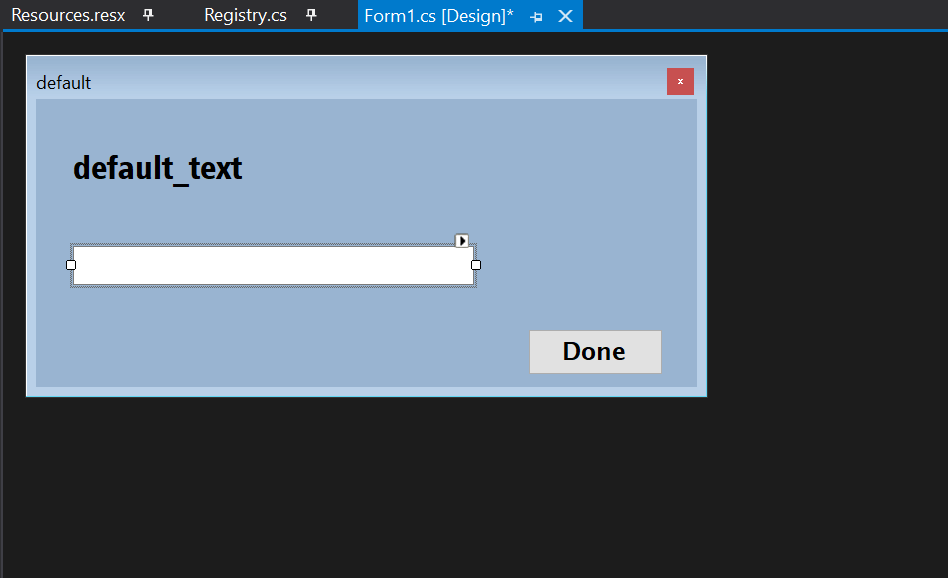 Resources.resx Registry.cs Form1.cs [Design]*
default x
default_text
Done